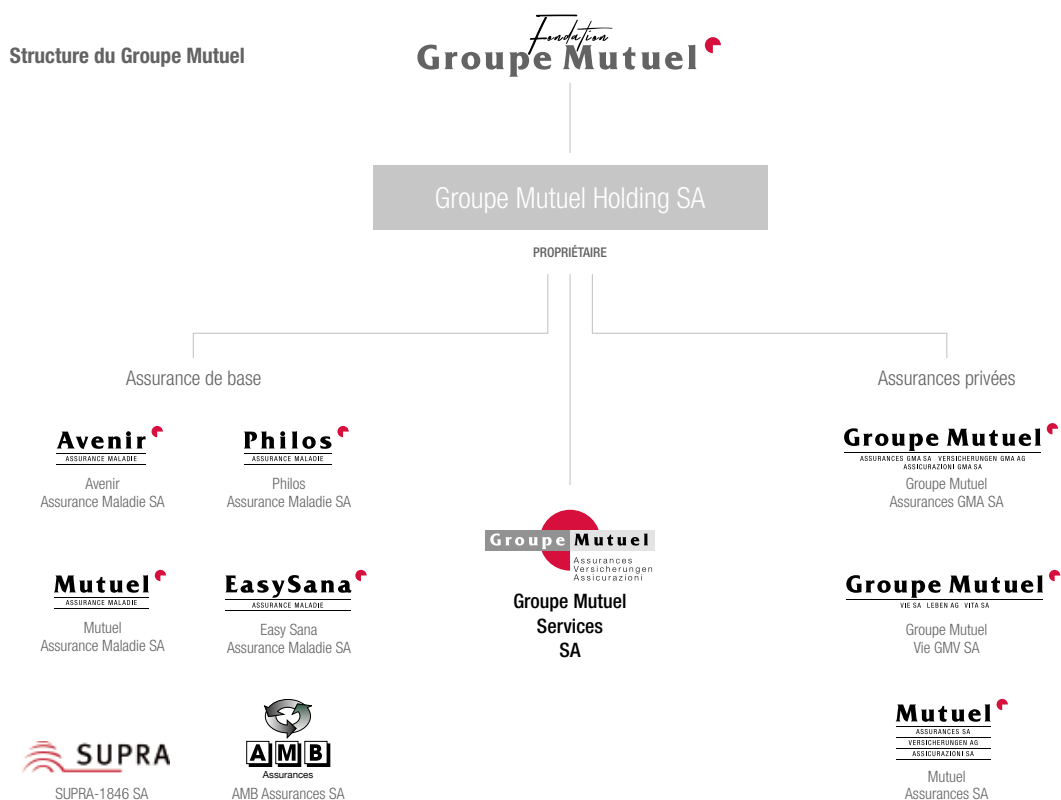 Structure du Groupe Mutuel
Fondation
Groupe Mutuel
Groupe Mutuel Holding SA
PROPRIÉTAIRE
Assurance de base
Avenir
ASSURANCE MALADIE
Avenir
Assurance Maladie SA
Philos
ASSURANCE MALADIE
Philos
Assurance Maladie SA
Mutuel
ASSURANCE MALADIE
Mutuel
Assurance Maladie SA
EasySana
ASSURANCE MALADIE
Easy Sana
Assurance Maladie SA
SUPRA
SUPRA-1846 SA
AMB
Assurances
AMB Assurances SA
Groupe Mutuel
Assurances
Versicherungen
Assicurazioni
Groupe Mutuel
Services
SA
Assurances privées
Groupe Mutuel
ASSURANCES GMA SA VERSICHERUNGEN GMA AG
ASSICURAZIONI GMA SA
Groupe Mutuel
Assurances GMA SA
Groupe Mutuel
VIE SA LEBEN AG VITA SA
Groupe Mutuel
Vie GMV SA
Mutuel
ASSURANCES SA
VERSICHERUNGEN AG
ASSICURAZIONI SA
Mutuel
Assurances SA